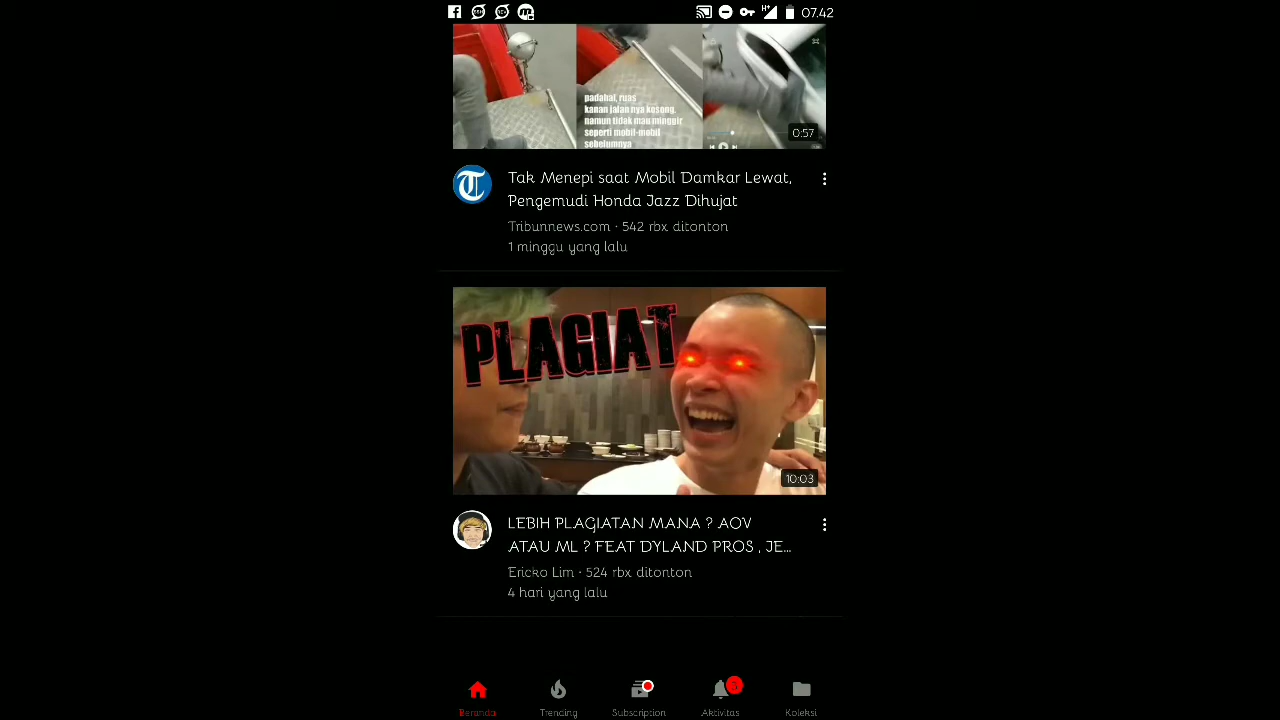 H+ 07.42
padahal, ruas
kanan jalan nya kosong,
namun tidak mau minggir
seperti mobil-mobil
sebelumnya
0:57
T
Tak Menepi saat Mobil Damkar Lewat,
Pengemudi Honda Jazz Dihujat
Tribunnews.com · 542 rbx ditonton
1 minggu yang lalu
PLAGIAT
10:03
LEBIH PLAGIATAN MANA ? AOV
ATAU ML ? FEAT DYLAND PROS , JE...
Ericko Lim · 524 rbx ditonton
4 hari yang lalu
3
Beranda Trending Subscription Aktivitas Koleksi